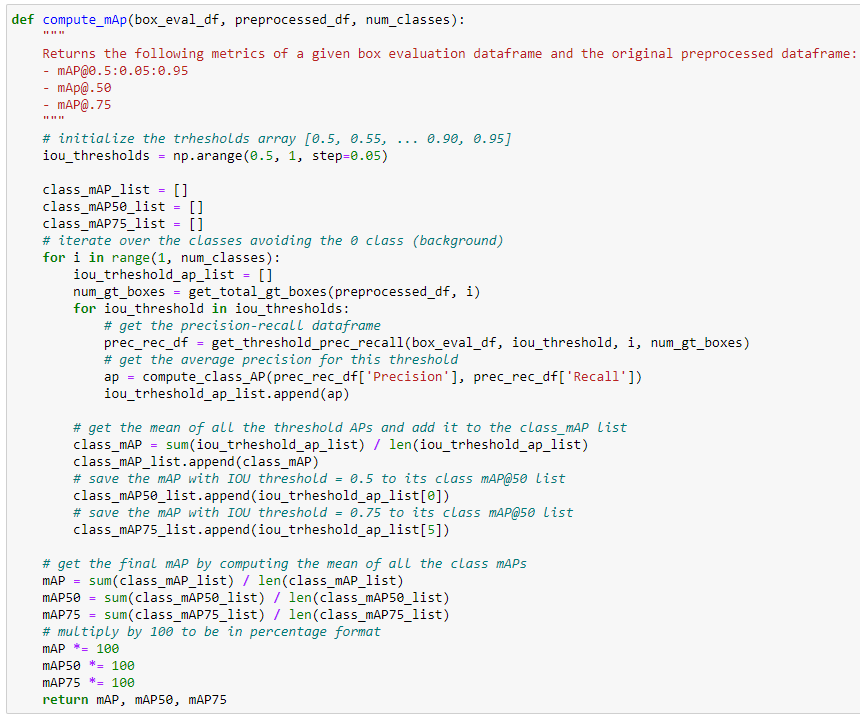 def compute_mAp(box_eval_df, preprocessed_df, num_classes):
    """
    Returns the following metrics of a given box evaluation dataframe and the original preprocessed dataframe:
    - mAP@0.5:0.05:0.95
    - mAp@.50
    - mAP@.75
    """
    # initialize the trhesholds array [0.5, 0.55, ... 0.90, 0.95]
    iou_thresholds = np.arange(0.5, 1, step=0.05)

    class_mAP_list = []
    class_mAP50_list = []
    class_mAP75_list = []
    # iterate over the classes avoiding the 0 class (background)
    for i in range(1, num_classes):
        iou_trheshold_ap_list = []
        num_gt_boxes = get_total_gt_boxes(preprocessed_df, i)
        for iou_threshold in iou_thresholds:
            # get the precision-recall dataframe
            prec_rec_df = get_threshold_prec_recall(box_eval_df, iou_threshold, i, num_gt_boxes)
            # get the average precision for this threshold
            ap = compute_class_AP(prec_rec_df['Precision'], prec_rec_df['Recall'])
            iou_trheshold_ap_list.append(ap)

        # get the mean of all the threshold APs and add it to the class_mAP list
        class_mAP = sum(iou_trheshold_ap_list) / len(iou_trheshold_ap_list)
        class_mAP_list.append(class_mAP)
        # save the mAP with IOU threshold = 0.5 to its class mAP@50 list
        class_mAP50_list.append(iou_trheshold_ap_list[0])
        # save the mAP with IOU threshold = 0.75 to its class mAP@50 list
        class_mAP75_list.append(iou_trheshold_ap_list[5])

    # get the final mAP by computing the mean of all the class mAPs
    mAP = sum(class_mAP_list) / len(class_mAP_list)
    mAP50 = sum(class_mAP50_list) / len(class_mAP50_list)
    mAP75 = sum(class_mAP75_list) / len(class_mAP75_list)
    # multiply by 100 to be in percentage format
    mAP *= 100
    mAP50 *= 100
    mAP75 *= 100
    return mAP, mAP50, mAP75